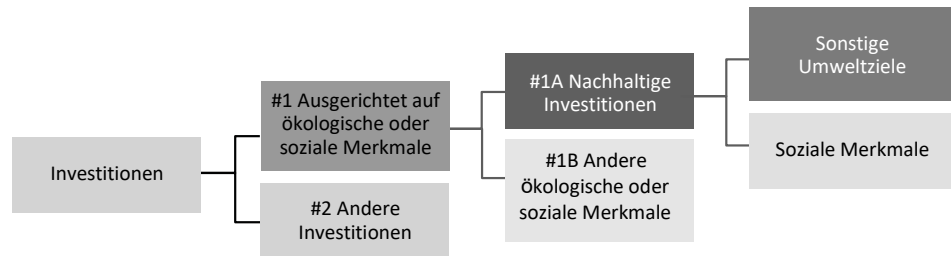 Investitionen
#1 Ausgerichtet auf
ökologische oder
soziale Merkmale
#2 Andere
Investitionen
#1A Nachhaltige
Investitionen
#1B Andere
ökologische oder
soziale Merkmale
Sonstige
Umweltziele
Soziale Merkmale